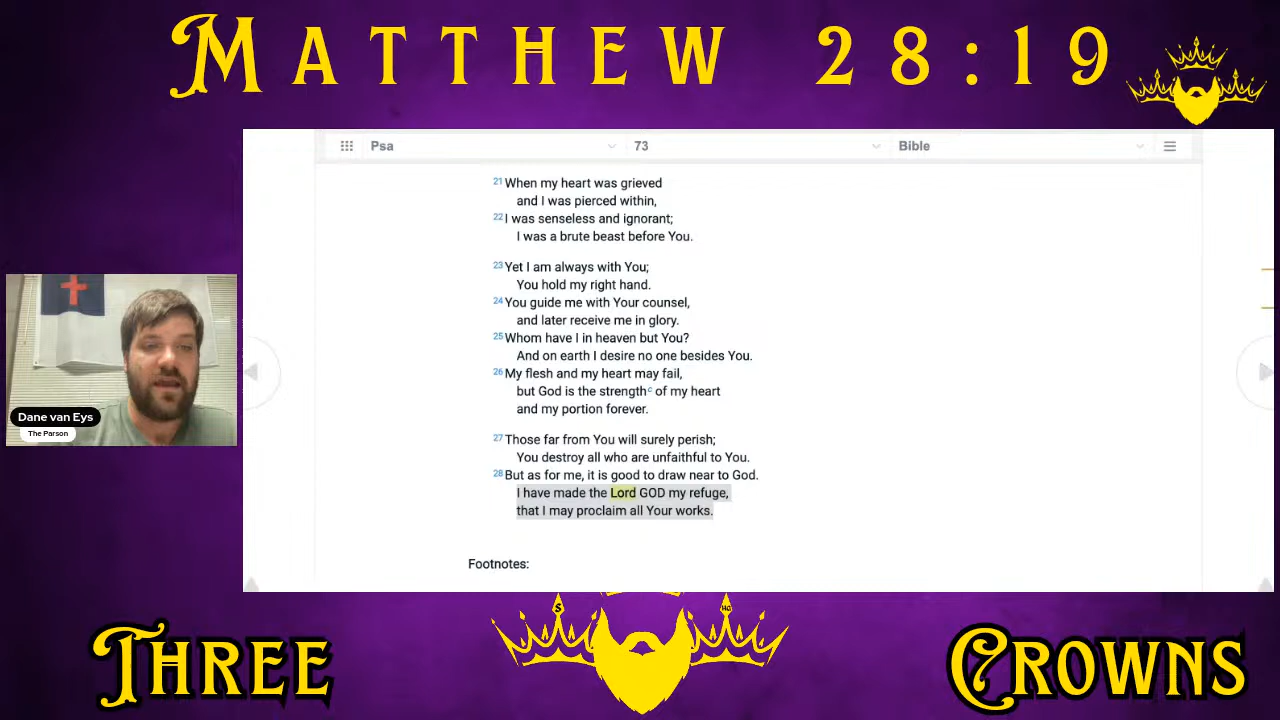 MATTHEW 28:19
Psa
73
Bible
21 When my heart was grieved
and I was pierced within,
22 I was senseless and ignorant;
I was a brute beast before You.
23 Yet I am always with You;
You hold my right hand.
24 You guide me with Your counsel,
and later receive me in glory.
25 Whom have I in heaven but You?
And on earth I desire no one besides You.
26 My flesh and my heart may fail,
but God is the strength c of my heart
and my portion forever.
27 Those far from You will surely perish;
You destroy all who are unfaithful to You.
28 But as for me, it is good to draw near to God.
I have made the Lord GOD my refuge,
that I may proclaim all Your works.
Footnotes:
Dane van Eys
The Parson
S
HG
THREE
CROWNS